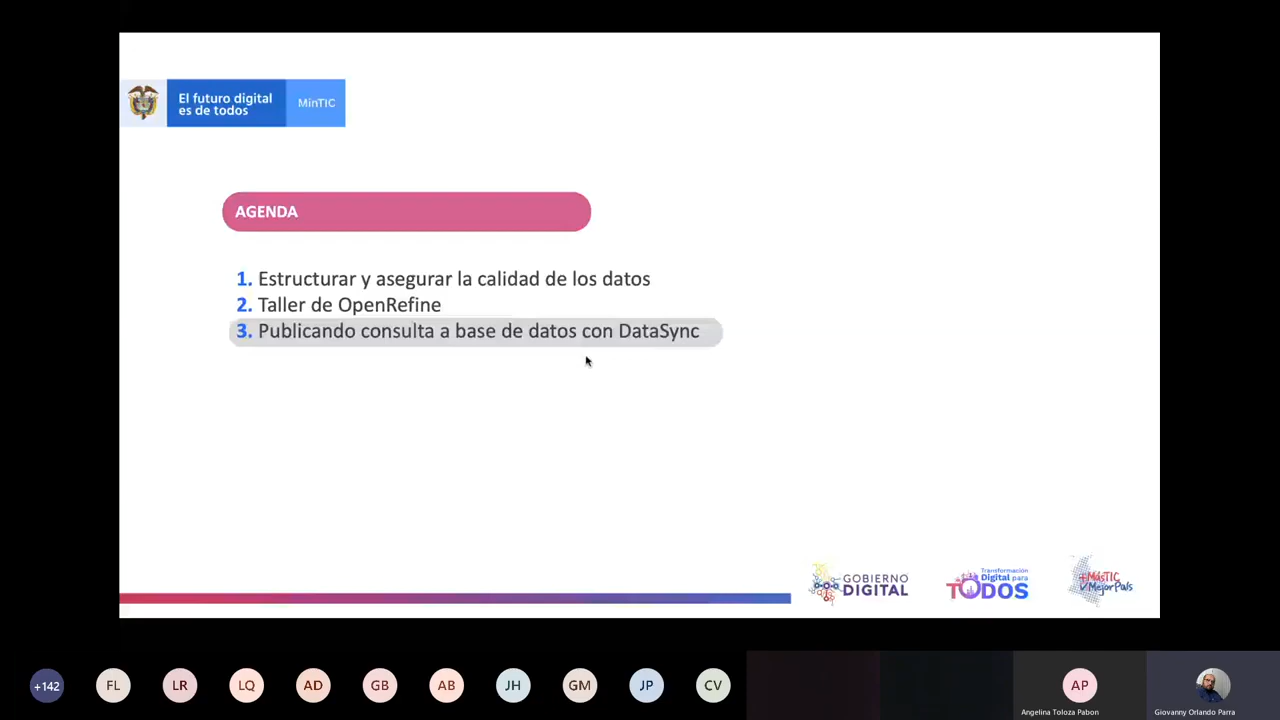 El futuro digital
es de todos
MinTIC
AGENDA
1. Estructurar y asegurar la calidad de los datos
2. Taller de OpenRefine
3. Publicando consulta a base de datos con DataSync
GOBIERNO
DIGITAL
Transformación
Digital para
TODOS
+MásTIC
MejorPaís
+142
FL
LR
LQ
AD
GB
AB
JH
GM
JP
CV
AP
Angelina Toloza Pabon
Giovanny Orlando Parra